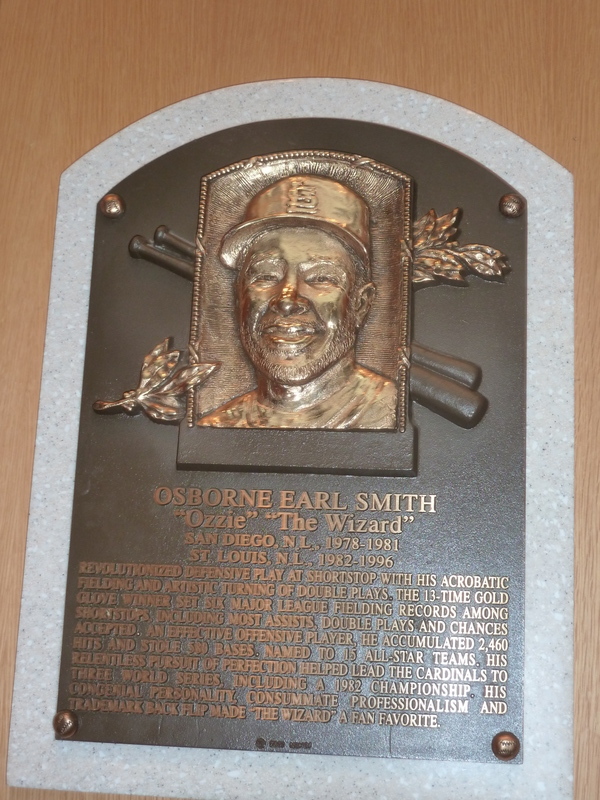 OSBORNE EARL SMITH
"Ozzie" "The Wizard"
SAN DIEGO, N.L., 1978-1981
ST. LOUIS, N.L., 1982-1996
REVOLUTIONIZED DEFENSIVE PLAY AT SHORTSTOP WITH HIS ACROBATIC
FIELDING AND ARTISTIC TURNING OF DOUBLE PLAYS. THE 13-TIME GOLD
GLOVE WINNER SET SIX MAJOR LEAGUE FIELDING RECORDS AMONG
SHORTSTOPS, INCLUDING MOST ASSISTS, DOUBLE PLAYS AND CHANCES
ACCEPTED. AN EFFECTIVE OFFENSIVE PLAYER, HE ACCUMULATED 2,460
HITS AND STOLE 580 BASES. NAMED TO 15 ALL-STAR TEAMS. HIS
RELENTLESS PURSUIT OF PERFECTION HELPED LEAD THE CARDINALS TO
THREE WORLD SERIES, INCLUDING A 1982 CHAMPIONSHIP. HIS
CONGENIAL PERSONALITY, CONSUMMATE PROFESSIONALISM AND
TRADEMARK BACK FLIP MADE "THE WIZARD" A FAN FAVORITE.